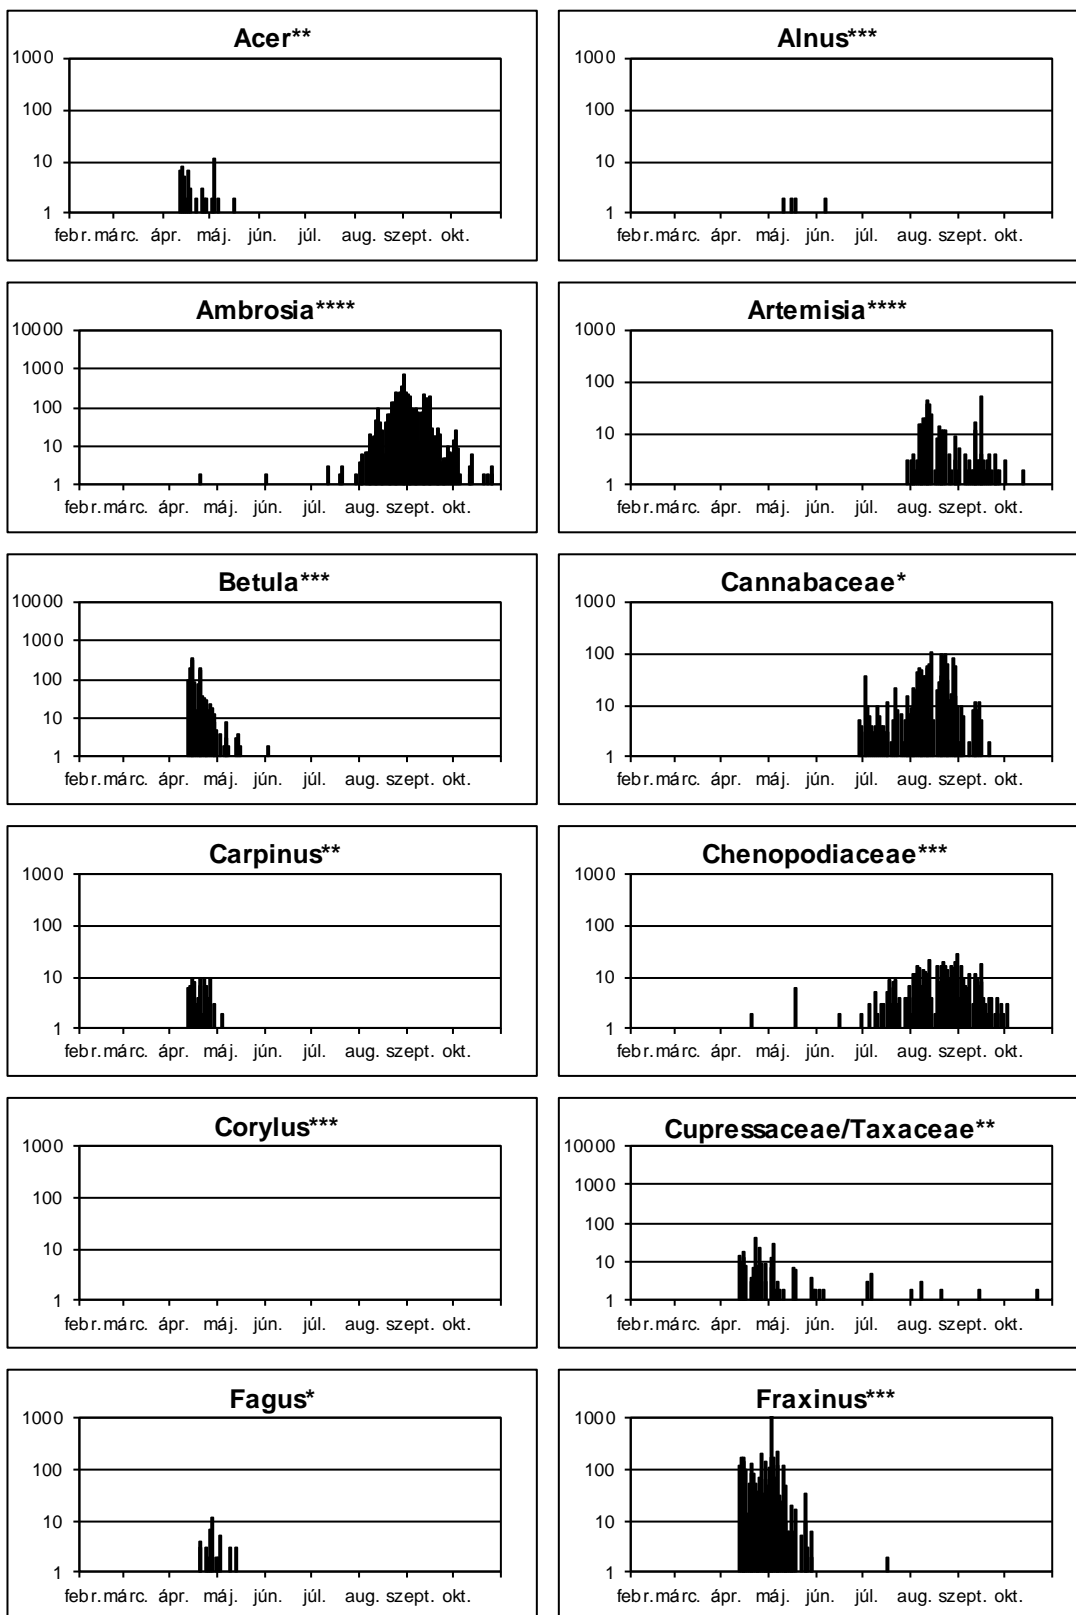 Acer**
1000
100
10
1
febr. márc. ápr. máj. jún. júl. aug. szept. okt.
Alnus***
1000
100
10
1
febr. márc. ápr. máj. jún. júl. aug. szept. okt.
Ambrosia****
10000
1000
100
10
1
febr. márc. ápr. máj. jún. júl. aug. szept. okt.
Artemisia****
1000
100
10
1
febr. márc. ápr. máj. jún. júl. aug. szept. okt.
Betula***
10000
1000
100
10
1
febr. márc. ápr. máj. jún. júl. aug. szept. okt.
Cannabaceae*
1000
100
10
1
febr. márc. ápr. máj. jún. júl. aug. szept. okt.
Carpinus**
1000
100
10
1
febr. márc. ápr. máj. jún. júl. aug. szept. okt.
Chenopodiaceae***
1000
100
10
1
febr. márc. ápr. máj. jún. júl. aug. szept. okt.
Corylus***
1000
100
10
1
febr. márc. ápr. máj. jún. júl. aug. szept. okt.
Cupressaceae/Taxaceae**
10000
1000
100
10
1
febr. márc. ápr. máj. jún. júl. aug. szept. okt.
Fagus*
1000
100
10
1
febr. márc. ápr. máj. jún. júl. aug. szept. okt.
Fraxinus***
1000
100
10
1
febr. márc. ápr. máj. jún. júl. aug. szept. okt.